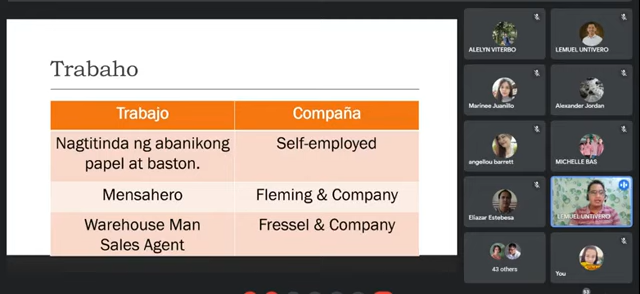 Trabaho
Trabajo
Compaña
Nagtitinda ng abanikong
papel at baston.
Self-employed
Mensahero
Fleming & Company
Warehouse Man
Sales Agent
Fressel & Company
ALELYN VITERBO
LEMUEL UNTIVERO
Marinee Juanillo
Alexander Jordan
angellou barrett
MICHELLE BAS
Eliazar Estebesa
LEMUEL UNTIVERO
43 others
You
53